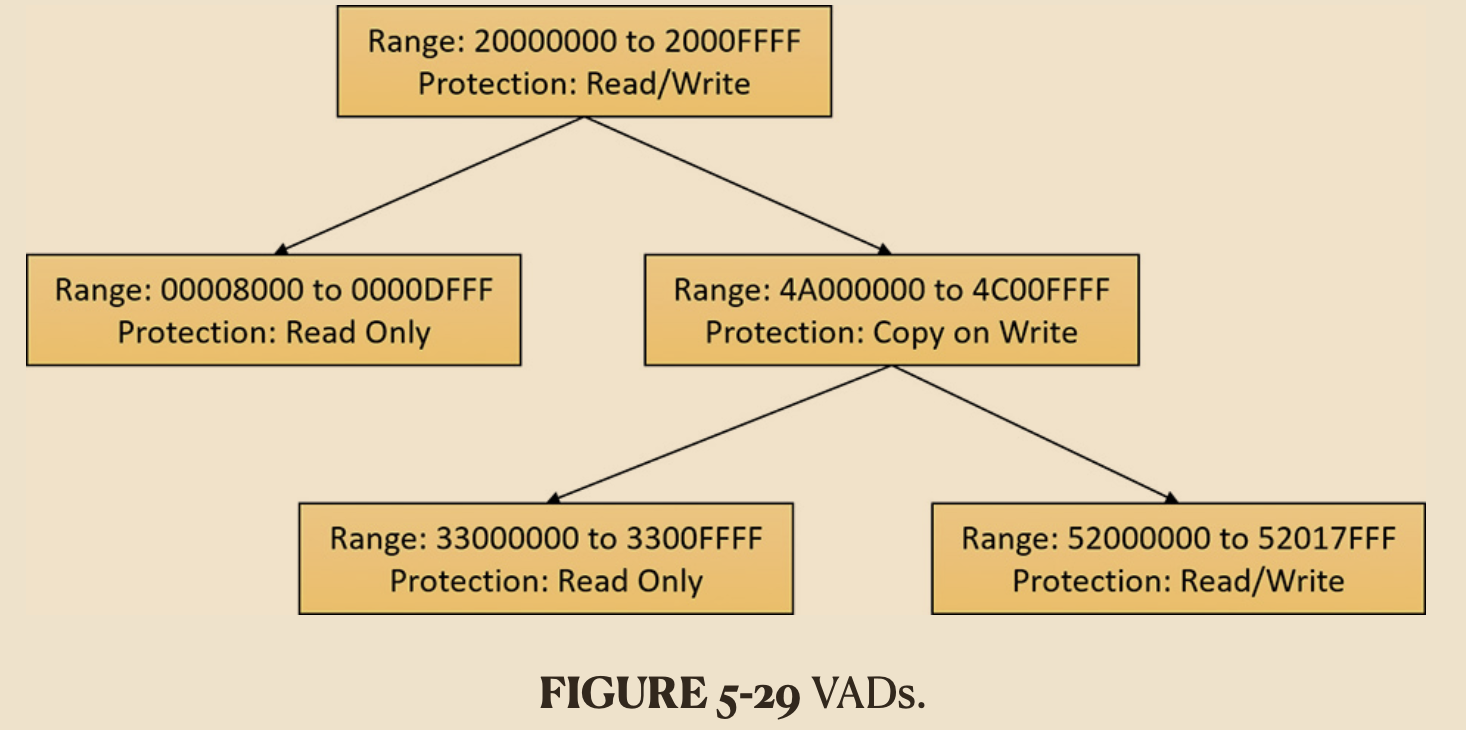 Range: 20000000 to 2000FFFF
Protection: Read/Write
Range: 00008000 to 0000DFFF
Protection: Read Only
Range: 4A000000 to 4C00FFFF
Protection: Copy on Write
Range: 33000000 to 3300FFFF
Protection: Read Only
Range: 52000000 to 52017FFF
Protection: Read/Write
FIGURE 5-29 VADs.